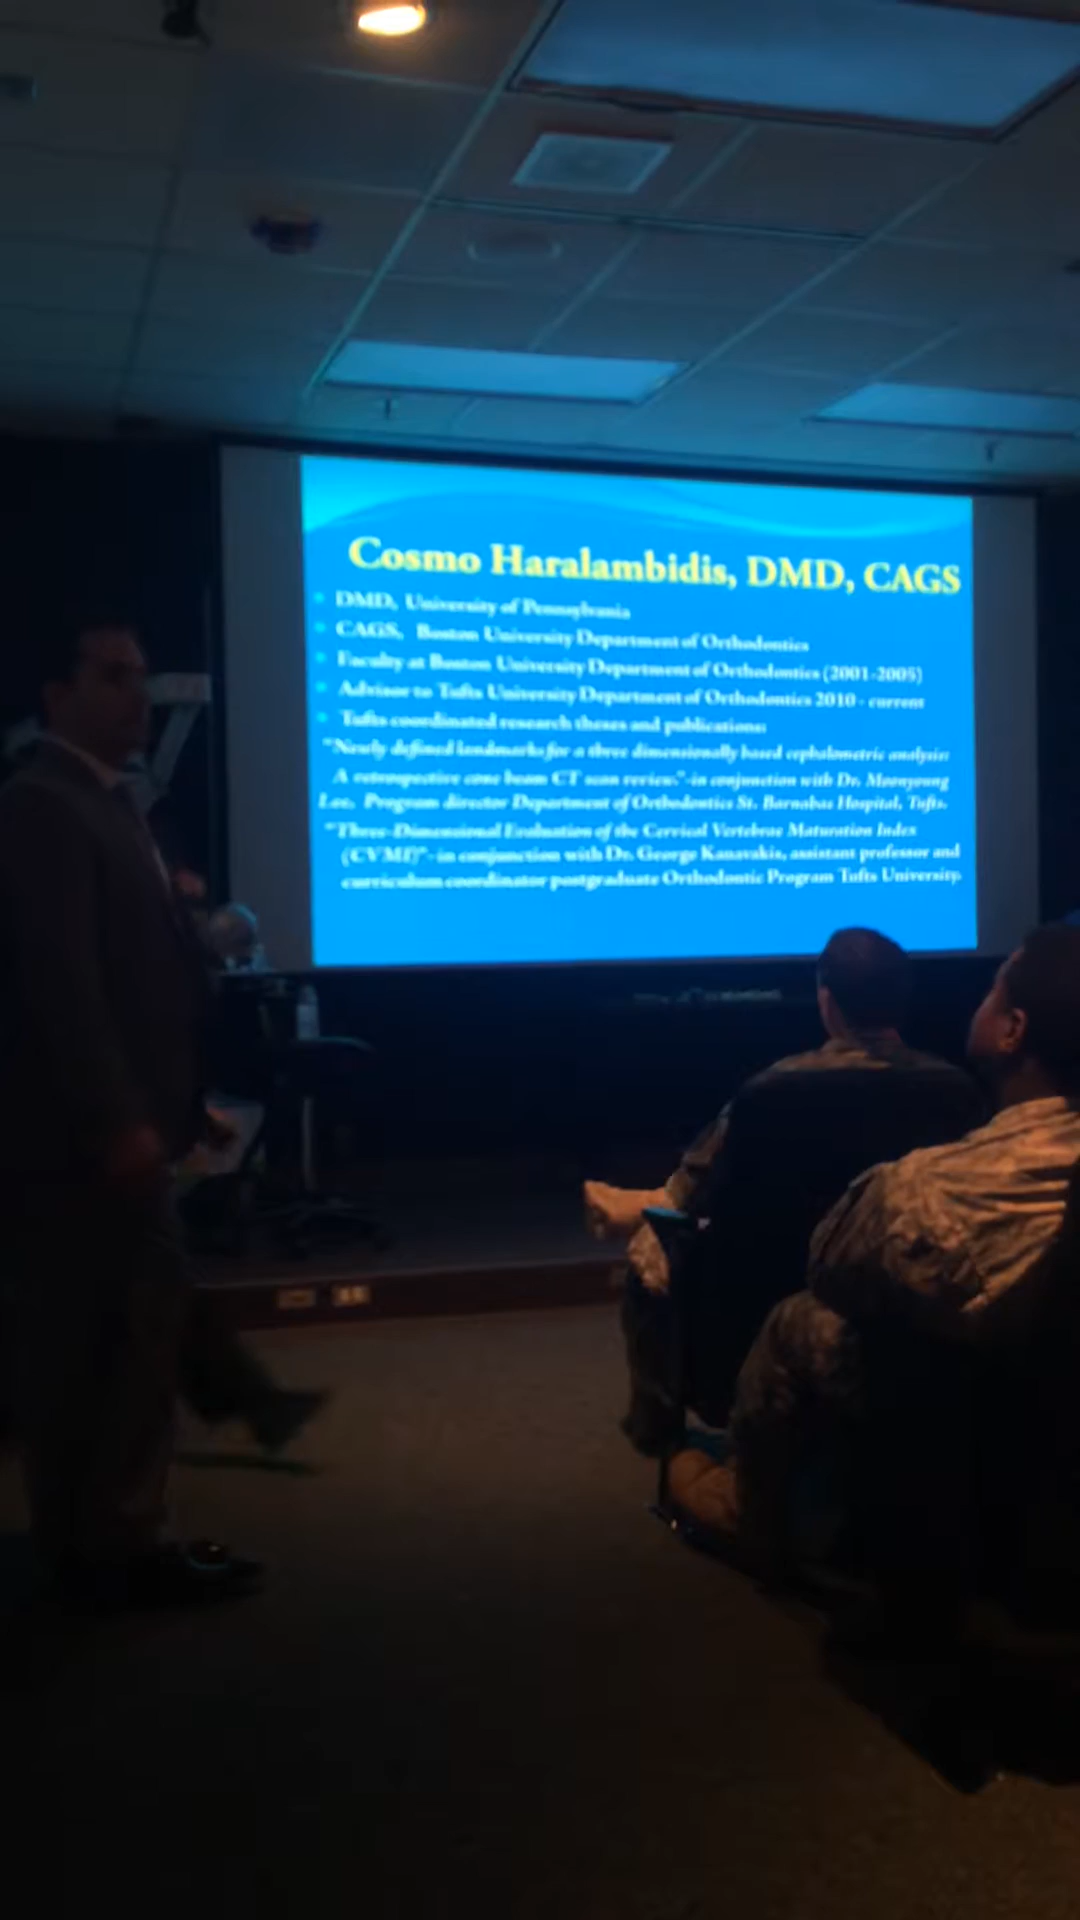 Cosmo Haralambidis, DMD, CAGS
DMD, University of Pennsylvania
CAGS, Boston University Department of Orthodontics
Faculty at Boston University Department of Orthodontics (2001-2005)
Advisor to Tufts University Department of Orthodontics 2010 - current
Tufts coordinated research theses and publications:
"Newly defined landmarks for a three dimensionally based cephalometric analysis:
A retrospective cone beam CT scan review."-in conjunction with Dr. Moonyoung
Lee, Program director Department of Orthodontics St. Barnabas Hospital, Tufts.
"Three-Dimensional Evaluation of the Cervical Vertebrae Maturation Index
(CVMI)"- in conjunction with Dr. George Kanavakis, assistant professor and
curriculum coordinator postgraduate Orthodontic Program Tufts University.